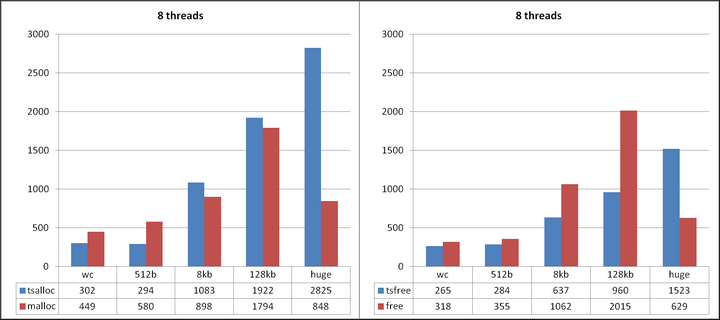 8 threads
3000
2500
2000
1500
1000
500
0
wc 512b 8kb 128kb huge
tsalloc 302 294 1083 1922 2825
malloc 449 580 898 1794 848
8 threads
3000
2500
2000
1500
1000
500
0
wc 512b 8kb 128kb huge
tsfree 265 284 637 960 1523
free 318 355 1062 2015 629